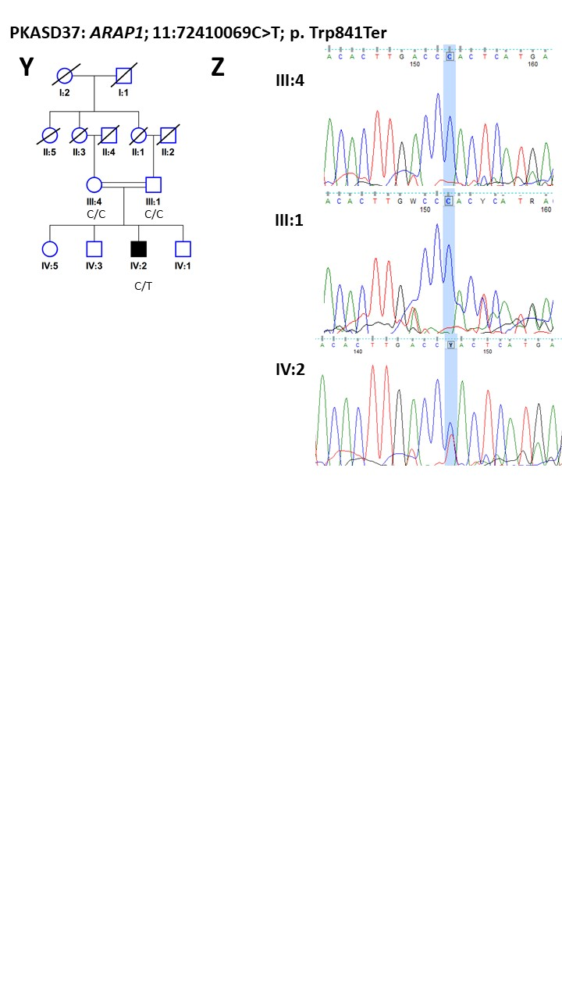 PKASD37: ARAP1; 11:72410069C>T; p. Trp841Ter
Y
Z
I:2
I:1
II:5
II:3
II:4
II:1
II:2
III:4
III:1
C/C
C/C
IV:5
IV:3
IV:2
IV:1
C/T
III:4
A C A C T T G A C C C A C T C A T G A
150
160
III:1
A C A C T T G W C C C A C Y C A T R A
150
160
IV:2
A C A C T T G A C C Y A C T C A T G A
140
150